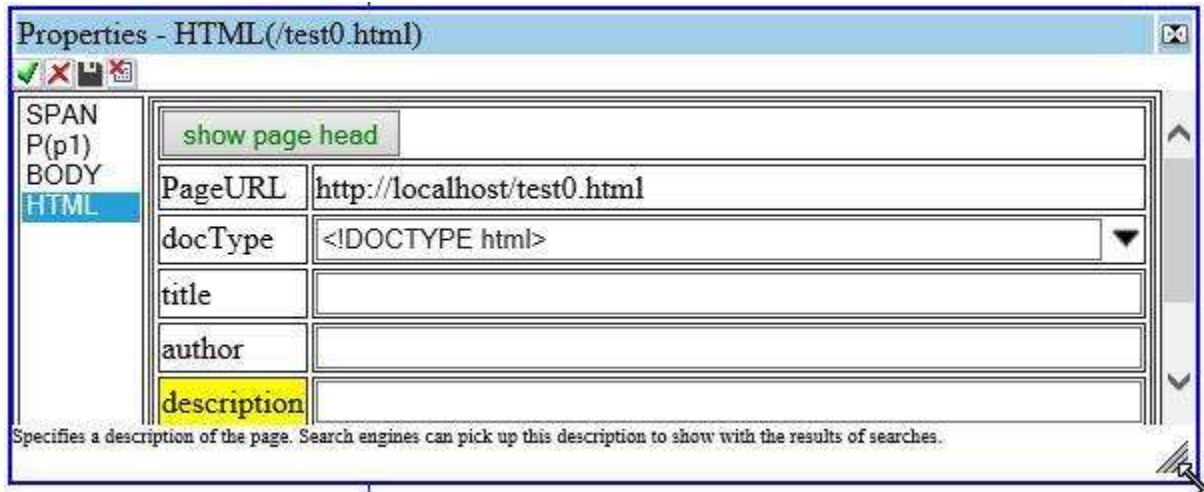 Properties - HTML(/test0.html)
SPAN
P(p1)
BODY
HTML
show page head
PageURL http://localhost/test0.html
docType <!DOCTYPE html>
title
author
description
Specifies a description of the page. Search engines can pick up this description to show with the results of searches.